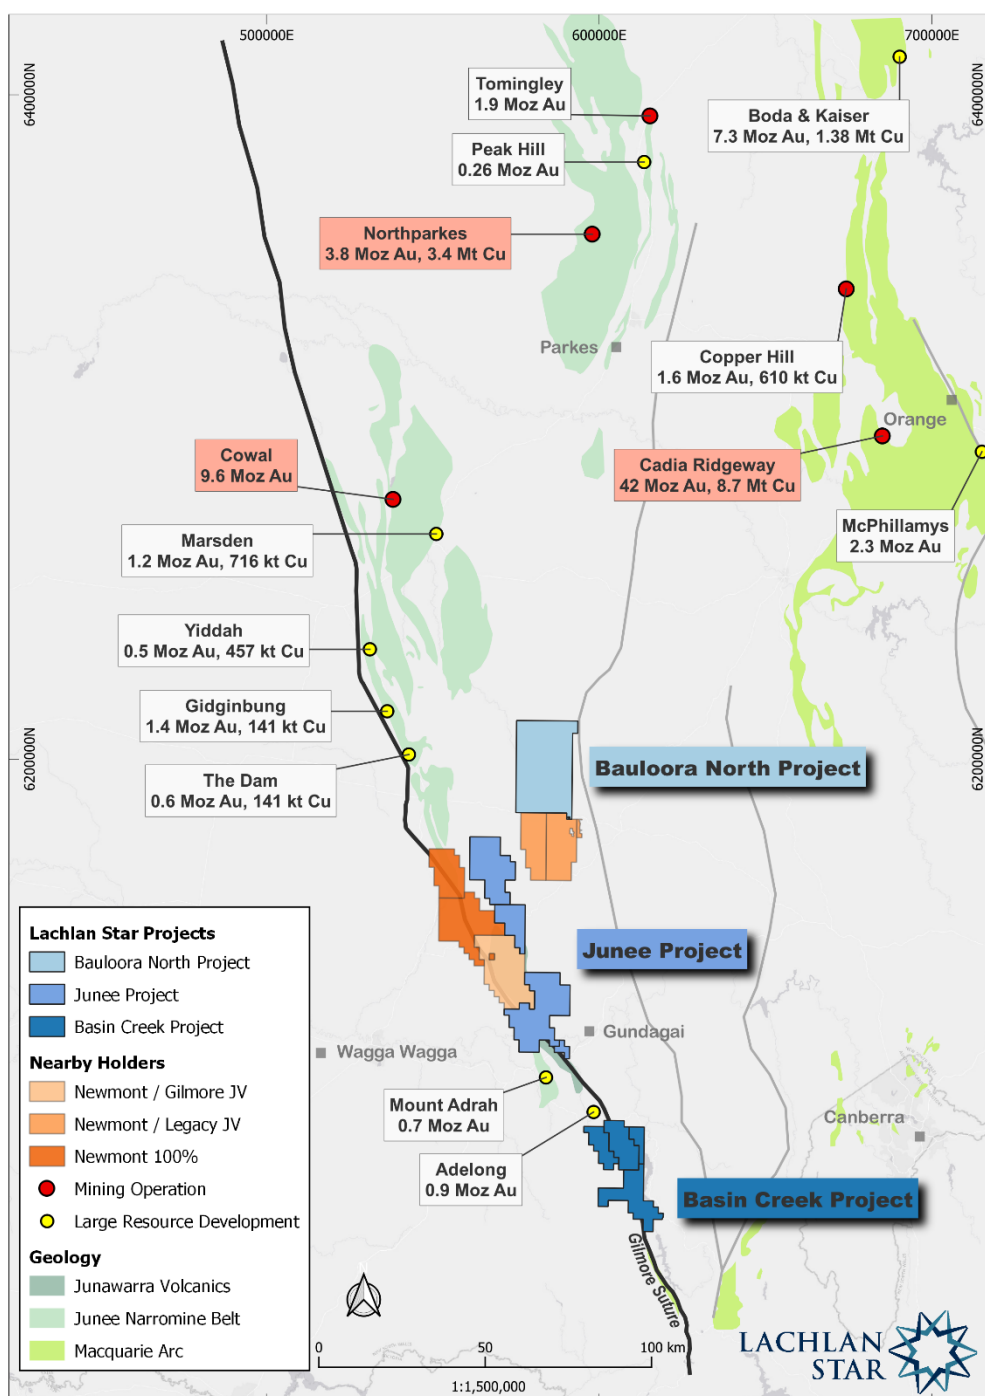 500000E
600000E
700000E
6400000N
6400000N
Tomingley
1.9 Moz Au
Boda & Kaiser
7.3 Moz Au, 1.38 Mt Cu
Peak Hill
0.26 Moz Au
Northparkes
3.8 Moz Au, 3.4 Mt Cu
Parkes
Copper Hill
1.6 Moz Au, 610 kt Cu
Orange
Cowal
9.6 Moz Au
Cadia Ridgeway
42 Moz Au, 8.7 Mt Cu
McPhillamys
2.3 Moz Au
Marsden
1.2 Moz Au, 716 kt Cu
Yiddah
0.5 Moz Au, 457 kt Cu
Gidginbung
1.4 Moz Au, 141 kt Cu
6200000N
6200000N
The Dam
0.6 Moz Au, 141 kt Cu
Bauloora North Project
Junee Project
Gundagai
Wagga Wagga
Mount Adrah
0.7 Moz Au
Canberra
Adelong
0.9 Moz Au
Basin Creek Project
Gilmore Suture
Lachlan Star Projects
Bauloora North Project
Junee Project
Basin Creek Project
Nearby Holders
Newmont / Gilmore JV
Newmont / Legacy JV
Newmont 100%
Mining Operation
Large Resource Development
Geology
Junawarra Volcanics
Junee Narromine Belt
Macquarie Arc
N
0 50 100 km
1:1,500,000
LACHLAN
STAR